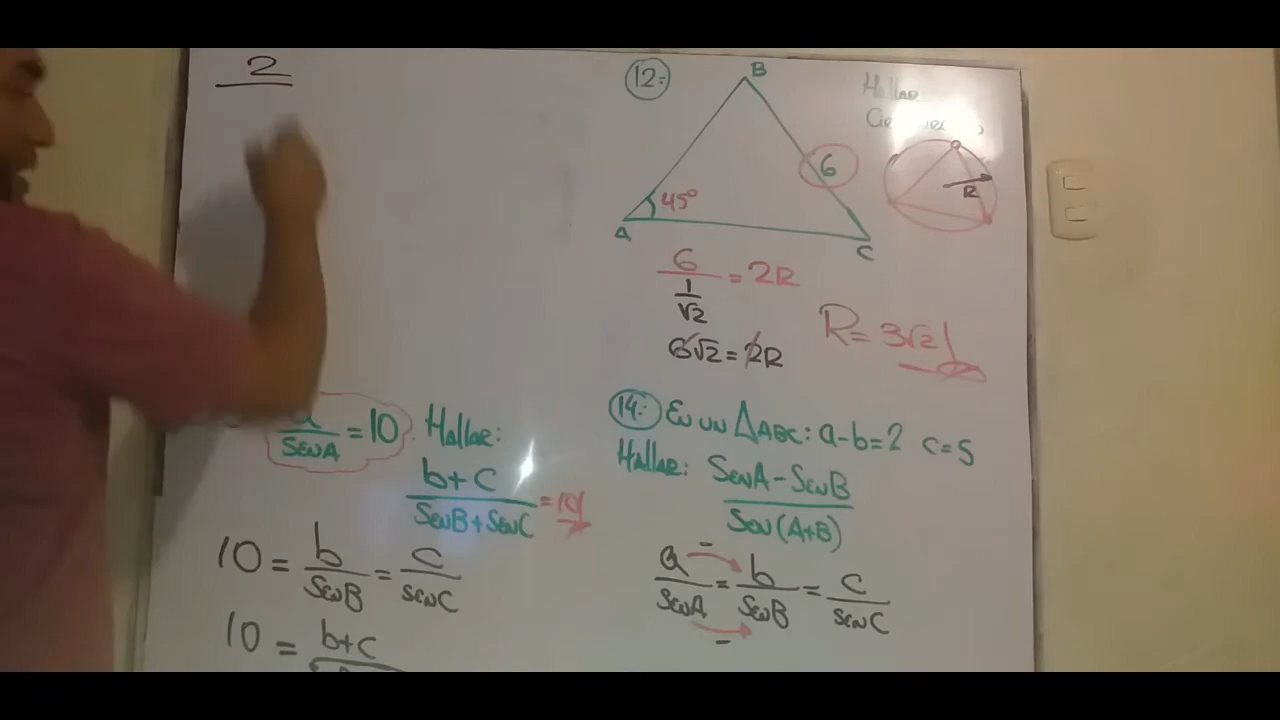 2
12:
B
Hallar
6
45°
R
A
C
6/(1/√2) = 2R
R = 3√2
6√2 = 2R
/SenA = 10 Hallar:
(b+c)/(SenB+SenC) = 10
10 = b/SenB = c/senC
10 = b+c
14: En un ΔABC: a-b=2 c=5
Hallar: (SenA - SenB)/(Sen(A+B))
a/SenA = b/SenB = c/senC
-
-